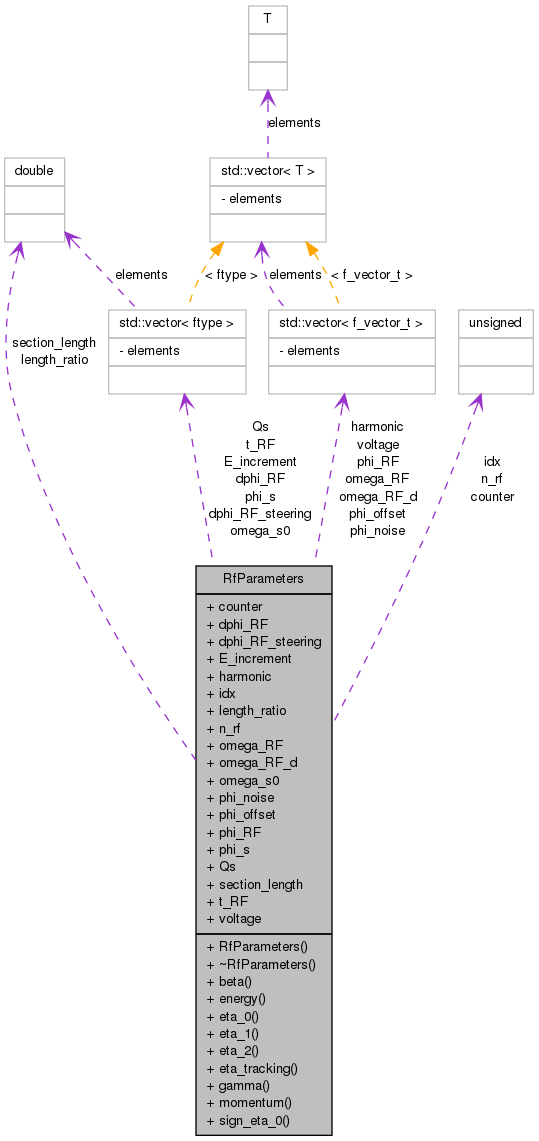 T
elements
double
std::vector< T >
- elements
elements
< ftype >
elements
< f_vector_t >
section_length
length_ratio
std::vector< ftype >
- elements
std::vector< f_vector_t >
- elements
unsigned
Qs
t_RF
E_increment
dphi_RF
phi_s
dphi_RF_steering
omega_s0
harmonic
voltage
phi_RF
omega_RF
omega_RF_d
phi_offset
phi_noise
idx
n_rf
counter
RfParameters
+ counter
+ dphi_RF
+ dphi_RF_steering
+ E_increment
+ harmonic
+ idx
+ length_ratio
+ n_rf
+ omega_RF
+ omega_RF_d
+ omega_s0
+ phi_noise
+ phi_offset
+ phi_RF
+ phi_s
+ Qs
+ section_length
+ t_RF
+ voltage
+ RfParameters()
+ ~RfParameters()
+ beta()
+ energy()
+ eta_0()
+ eta_1()
+ eta_2()
+ eta_tracking()
+ gamma()
+ momentum()
+ sign_eta_0()